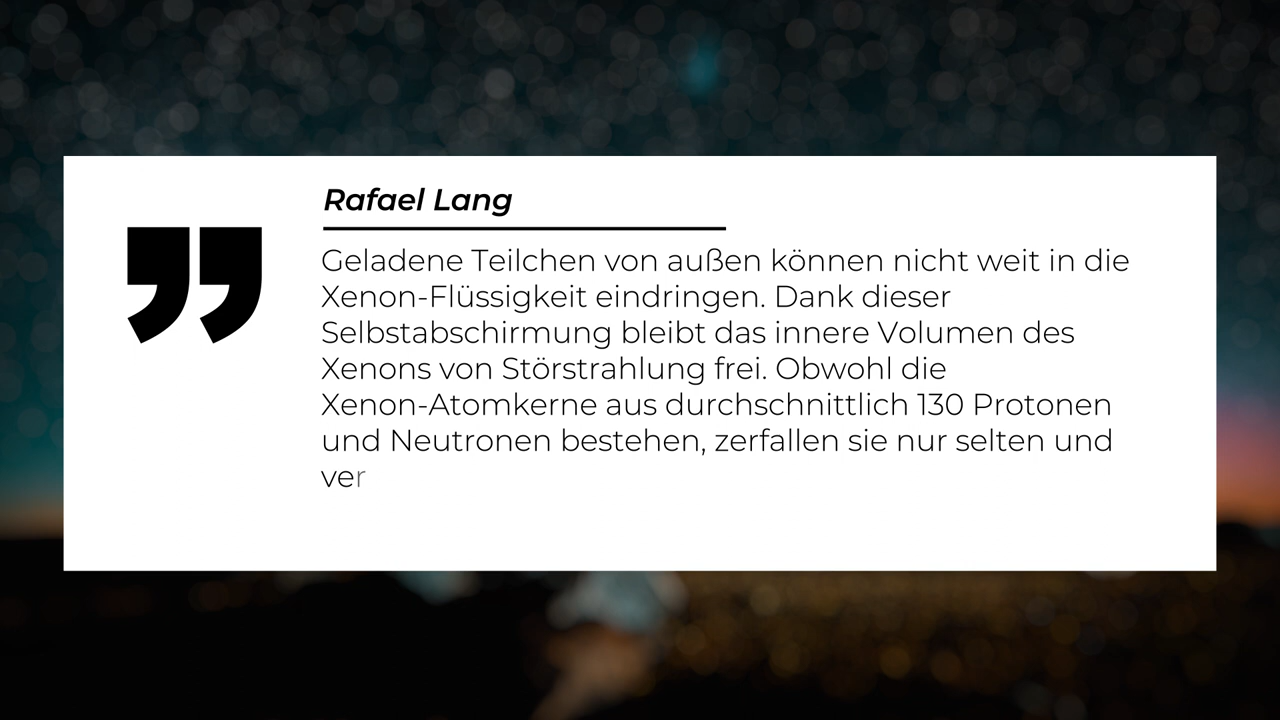 Rafael Lang
Geladene Teilchen von außen können nicht weit in die
Xenon-Flüssigkeit eindringen. Dank dieser
Selbstabschirmung bleibt das innere Volumen des
Xenons von Störstrahlung frei. Obwohl die
Xenon-Atomkerne aus durchschnittlich 130 Protonen
und Neutronen bestehen, zerfallen sie nur selten und
ver